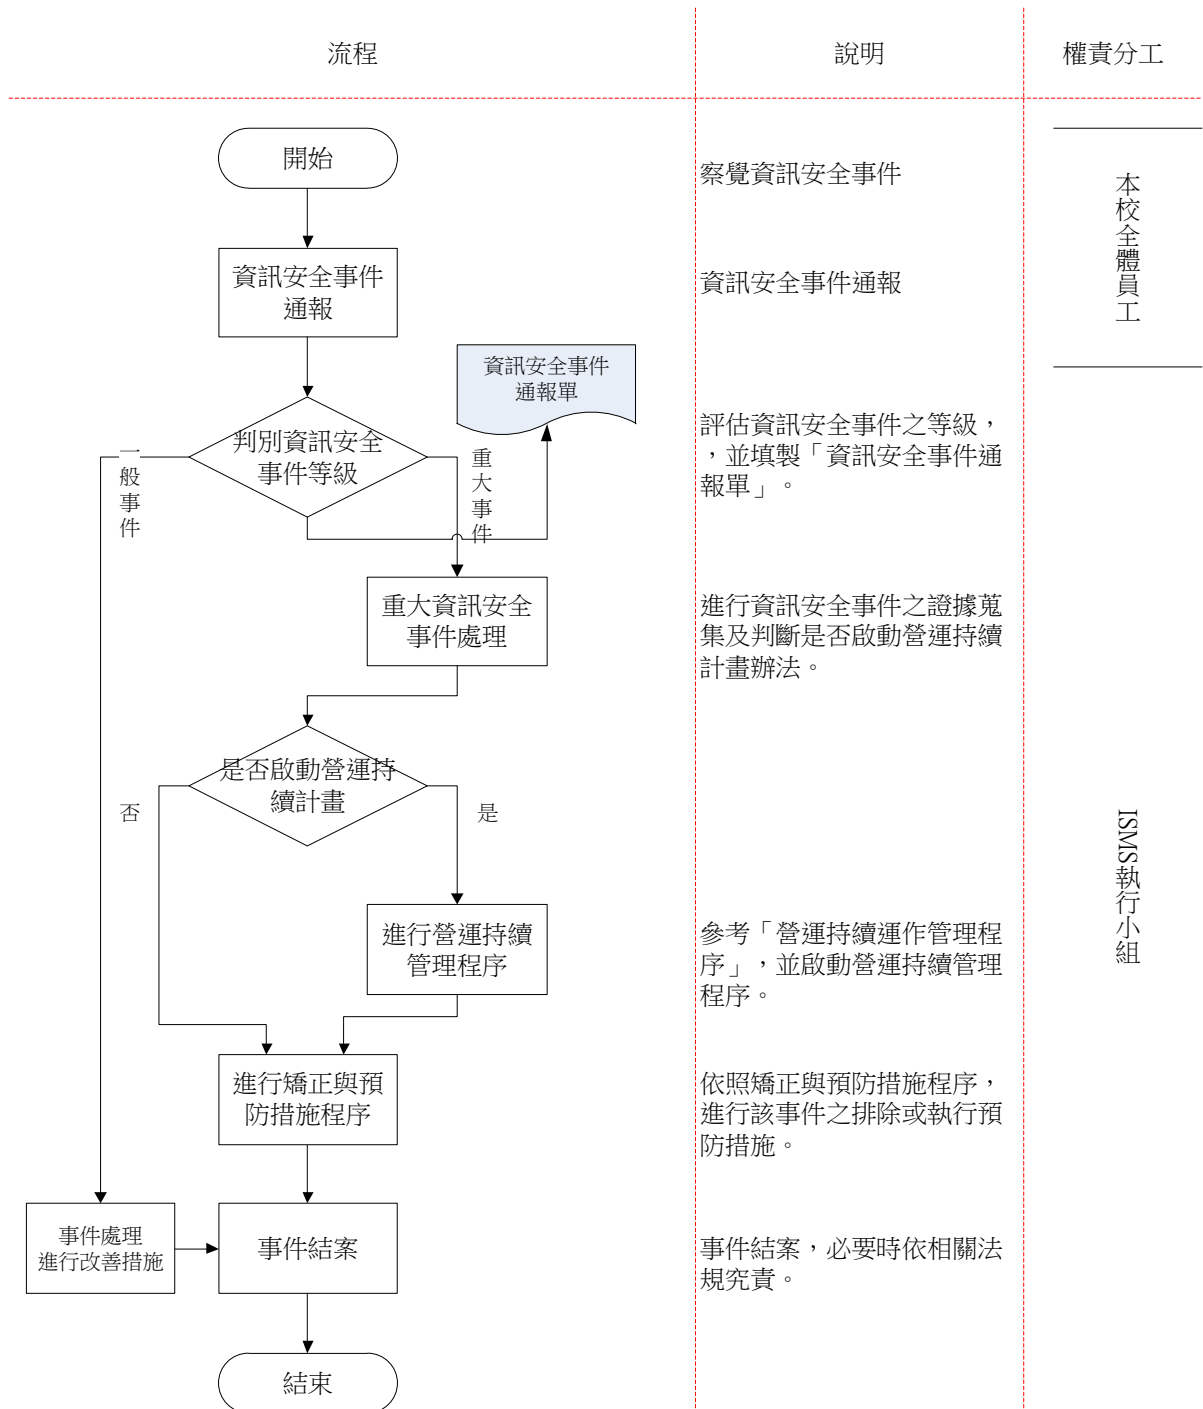 流程
說明
權責分工
開始
察覺資訊安全事件
本校全體員工
資訊安全事件
通報
資訊安全事件通報
資訊安全事件
通報單
判別資訊安全
事件等級
一般事件
重大事件
評估資訊安全事件之等級，
，並填製「資訊安全事件通
報單」。
重大資訊安全
事件處理
進行資訊安全事件之證據蒐
集及判斷是否啟動營運持續
計畫辦法。
是否啟動營運持
續計畫
否
是
ISMS執行小組
進行營運持續
管理程序
參考「營運持續運作管理程
序」，並啟動營運持續管理
程序。
進行矯正與預
防措施程序
依照矯正與預防措施程序，
進行該事件之排除或執行預
防措施。
事件處理
進行改善措施
事件結案
事件結案，必要時依相關法
規究責。
結束